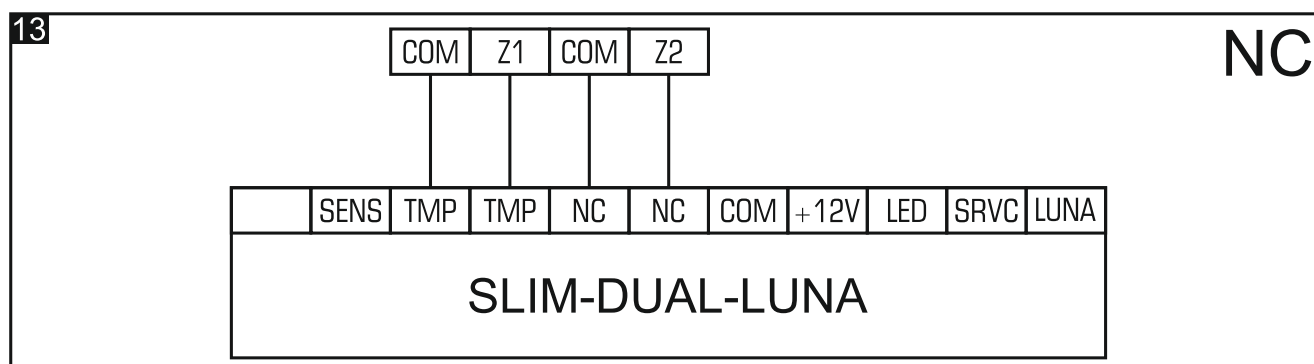 13
NC
COM Z1 COM Z2
SENS TMP TMP NC NC COM +12V LED SRVC LUNA
SLIM-DUAL-LUNA